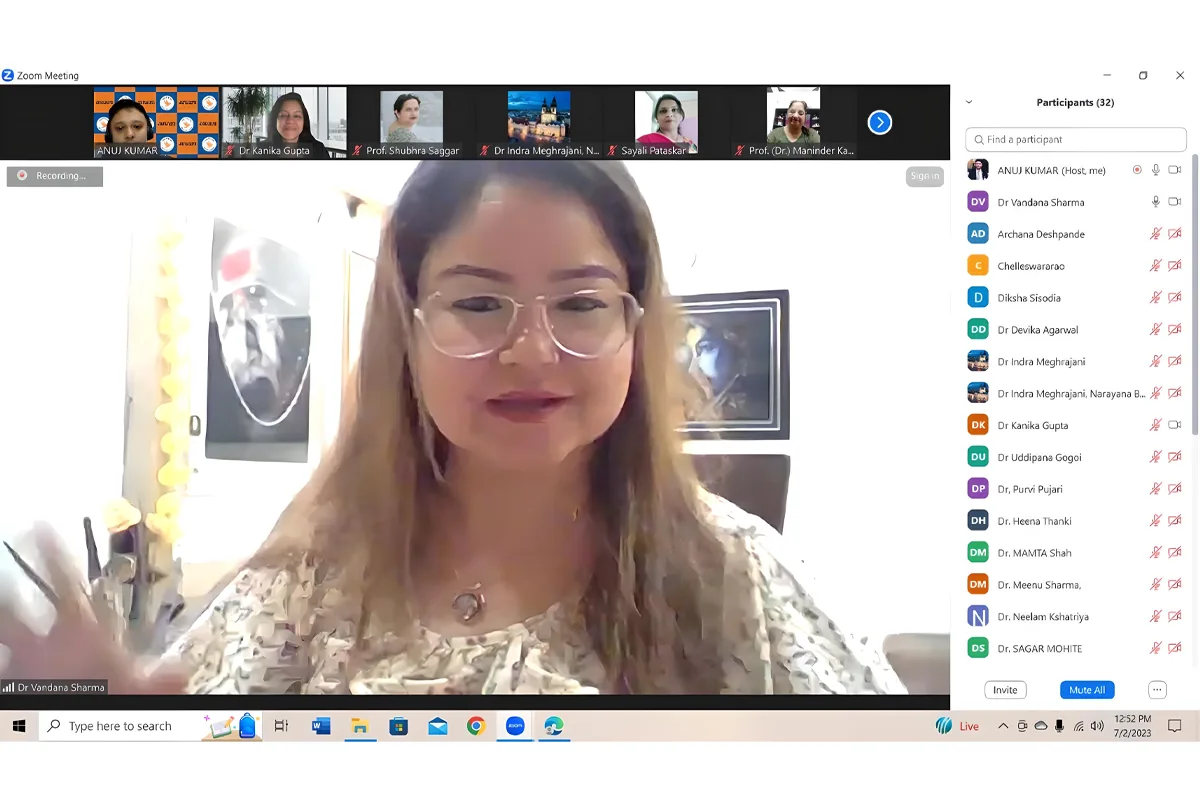 Zoom Meeting
ANUJ KUMAR
Dr Kanika Gupta
Prof. Shubhra Saggar
Dr Indra Meghrajani, N...
Sayali Pataskar
Prof. (Dr.) Maninder Ka...
Recording...
Sign in
Dr Vandana Sharma
Participants (32)
Find a participant
ANUJ KUMAR (Host, me)
DV Dr Vandana Sharma
AD Archana Deshpande
C Chelleswararao
D Diksha Sisodia
DD Dr Devika Agarwal
Dr Indra Meghrajani
Dr Indra Meghrajani, Narayana B...
DK Dr Kanika Gupta
DU Dr Uddipana Gogoi
DP Dr, Purvi Pujari
DH Dr. Heena Thanki
DM Dr. MAMTA Shah
DM Dr. Meenu Sharma,
N Dr. Neelam Kshatriya
DS Dr. SAGAR MOHITE
Invite
Mute All
Type here to search
zoom
Live
12:52 PM
7/2/2023